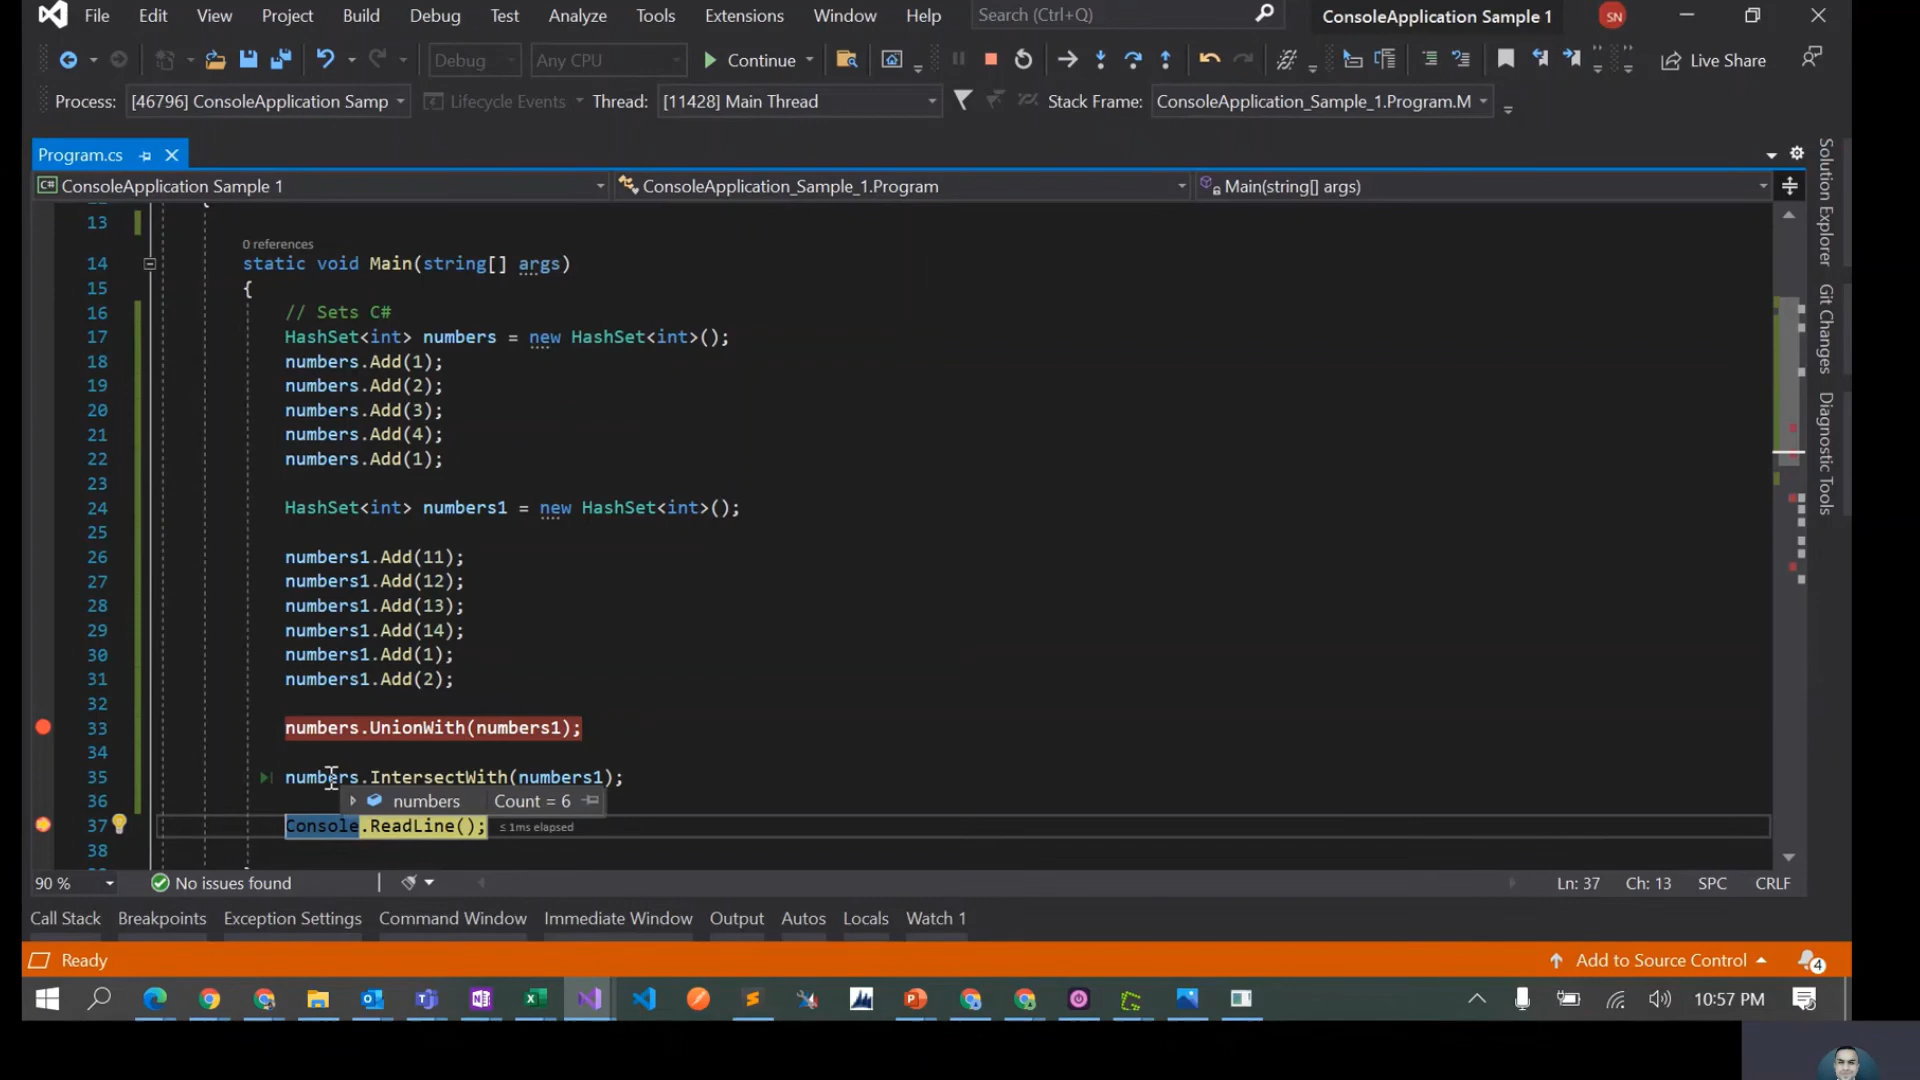 File Edit View Project Build Debug Test Analyze Tools Extensions Window Help Search (Ctrl+Q) ConsoleApplication Sample 1 SN
Debug Any CPU Continue Live Share
Process: [46796] ConsoleApplication Samp Lifecycle Events Thread: [11428] Main Thread Stack Frame: ConsoleApplication_Sample_1.Program.M
Program.cs
C# ConsoleApplication Sample 1 ConsoleApplication_Sample_1.Program Main(string[] args)
13
0 references
14 static void Main(string[] args)
15 {
16 // Sets C#
17 HashSet<int> numbers = new HashSet<int>();
18 numbers.Add(1);
19 numbers.Add(2);
20 numbers.Add(3);
21 numbers.Add(4);
22 numbers.Add(1);
23
24 HashSet<int> numbers1 = new HashSet<int>();
25
26 numbers1.Add(11);
27 numbers1.Add(12);
28 numbers1.Add(13);
29 numbers1.Add(14);
30 numbers1.Add(1);
31 numbers1.Add(2);
32
33 numbers.UnionWith(numbers1);
34
35 numbers.IntersectWith(numbers1);
36 numbers Count = 6
37 Console.ReadLine(); ≤ 1ms elapsed
38
Solution Explorer
Git Changes
Diagnostic Tools
90 % No issues found Ln: 37 Ch: 13 SPC CRLF
Call Stack Breakpoints Exception Settings Command Window Immediate Window Output Autos Locals Watch 1
Ready Add to Source Control 4
10:57 PM